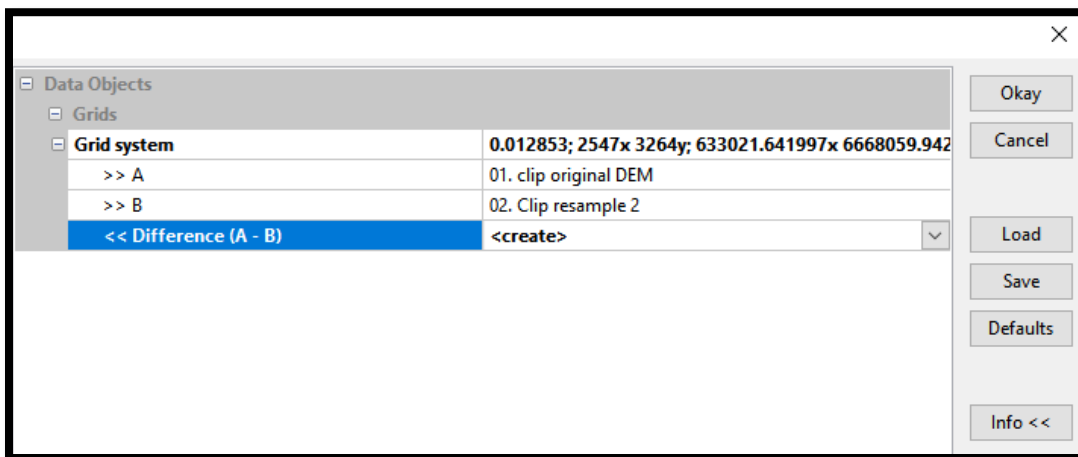 Data Objects
Grids
Grid system 0.012853; 2547x 3264y; 633021.641997x 6668059.942
>> A 01. clip original DEM
>> B 02. Clip resample 2
<< Difference (A - B) <create>
Okay
Cancel
Load
Save
Defaults
Info <<